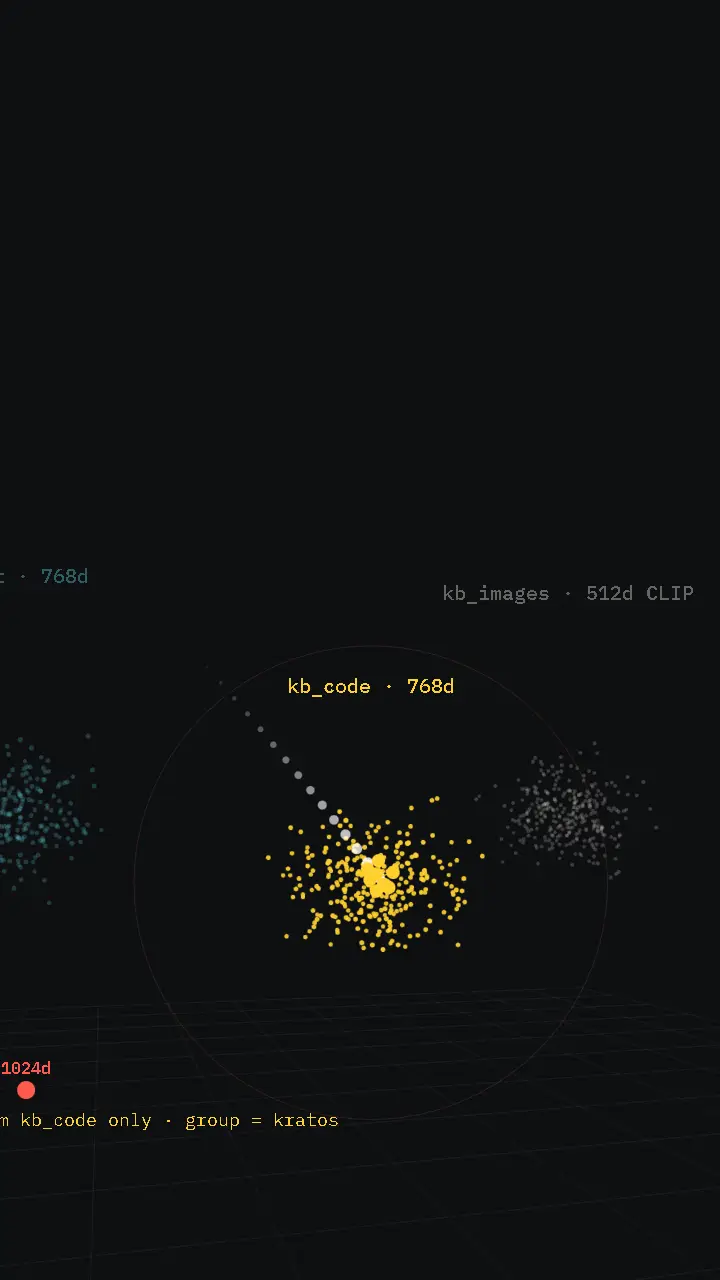 · 768d
kb_images · 512d CLIP
kb_code · 768d
1024d
kb_code only · group = kratos